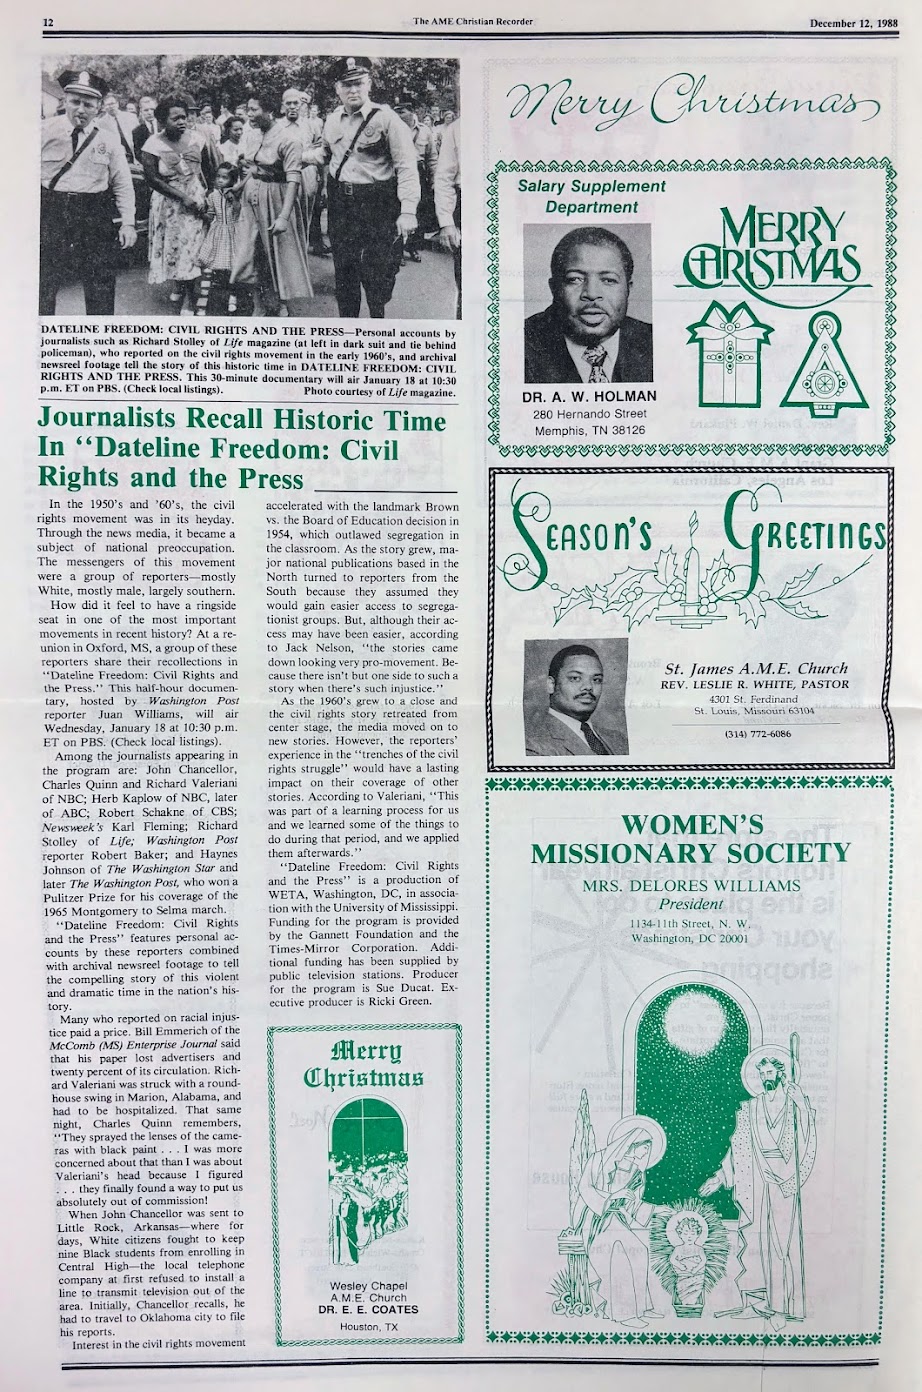 12
The AME Christian Recorder
December 12, 1988
DATELINE FREEDOM: CIVIL RIGHTS AND THE PRESS—Personal accounts by
journalists such as Richard Stolley of Life magazine (at left in dark suit and tie behind
policeman), who reported on the civil rights movement in the early 1960's, and archival
newsreel footage tell the story of this historic time in DATELINE FREEDOM: CIVIL
RIGHTS AND THE PRESS. This 30-minute documentary will air January 18 at 10:30
p.m. ET on PBS. (Check local listings). Photo courtesy of Life magazine.
Journalists Recall Historic Time
In "Dateline Freedom: Civil
Rights and the Press
In the 1950's and '60's, the civil
rights movement was in its heyday.
Through the news media, it became a
subject of national preoccupation.
The messengers of this movement
were a group of reporters—mostly
White, mostly male, largely southern.
How did it feel to have a ringside
seat in one of the most important
movements in recent history? At a re-
union in Oxford, MS, a group of these
reporters share their recollections in
"Dateline Freedom: Civil Rights and
the Press." This half-hour documen-
tary, hosted by Washington Post
reporter Juan Williams, will air
Wednesday, January 18 at 10:30 p.m.
ET on PBS. (Check local listings).
Among the journalists appearing in
the program are: John Chancellor,
Charles Quinn and Richard Valeriani
of NBC; Herb Kaplow of NBC, later
of ABC; Robert Schakne of CBS;
Newsweek's Karl Fleming; Richard
Stolley of Life; Washington Post
reporter Robert Baker; and Haynes
Johnson of The Washington Star and
later The Washington Post, who won a
Pulitzer Prize for his coverage of the
1965 Montgomery to Selma march.
"Dateline Freedom: Civil Rights
and the Press" features personal ac-
counts by these reporters combined
with archival newsreel footage to tell
the compelling story of this violent
and dramatic time in the nation's his-
tory.
Many who reported on racial injus-
tice paid a price. Bill Emmerich of the
McComb (MS) Enterprise Journal said
that his paper lost advertisers and
twenty percent of its circulation. Rich-
ard Valeriani was struck with a round-
house swing in Marion, Alabama, and
had to be hospitalized. That same
night, Charles Quinn remembers,
"They sprayed the lenses of the came-
ras with black paint . . . I was more
concerned about that than I was about
Valeriani's head because I figured
. . . they finally found a way to put us
absolutely out of commission!
When John Chancellor was sent to
Little Rock, Arkansas—where for
days, White citizens fought to keep
nine Black students from enrolling in
Central High—the local telephone
company at first refused to install a
line to transmit television out of the
area. Initially, Chancellor recalls, he
had to travel to Oklahoma city to file
his reports.
Interest in the civil rights movement
accelerated with the landmark Brown
vs. the Board of Education decision in
1954, which outlawed segregation in
the classroom. As the story grew, ma-
jor national publications based in the
North turned to reporters from the
South because they assumed they
would gain easier access to segrega-
tionist groups. But, although their ac-
cess may have been easier, according
to Jack Nelson, "the stories came
down looking very pro-movement. Be-
cause there isn't but one side to such a
story when there's such injustice."
As the 1960's grew to a close and
the civil rights story retreated from
center stage, the media moved on to
new stories. However, the reporters'
experience in the "trenches of the civil
rights struggle" would have a lasting
impact on their coverage of other
stories. According to Valeriani, "This
was part of a learning process for us
and we learned some of the things to
do during that period, and we applied
them afterwards."
"Dateline Freedom: Civil Rights
and the Press" is a production of
WETA, Washington, DC, in associa-
tion with the University of Mississippi.
Funding for the program is provided
by the Gannett Foundation and the
Times-Mirror Corporation. Addi-
tional funding has been supplied by
public television stations. Producer
for the program is Sue Ducat. Ex-
ecutive producer is Ricki Green.
Merry
Christmas
Wesley Chapel
A.M.E. Church
DR. E. E. COATES
Houston, TX
Merry Christmas
Salary Supplement
Department
MERRY
CHRISTMAS
DR. A. W. HOLMAN
280 Hernando Street
Memphis, TN 38126
SEASON'S GREETINGS
St. James A.M.E. Church
REV. LESLIE R. WHITE, PASTOR
4301 St. Ferdinand
St. Louis, Missouri 63104
(314) 772-6086
WOMEN'S
MISSIONARY SOCIETY
MRS. DELORES WILLIAMS
President
1134-11th Street, N. W.
Washington, DC 20001